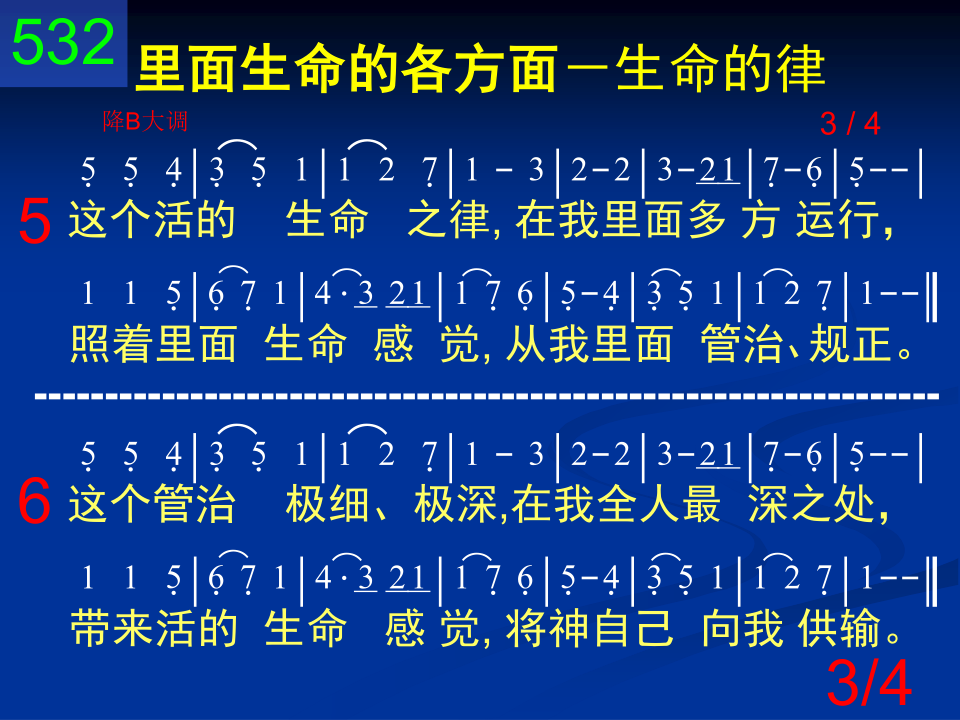 532
里面生命的各方面－生命的律
降B大调 3 / 4
5̣ 5̣ 4̣|3̣ 5̣ 1|1 2 7̣|1 - 3|2-2|3-21|7̣-6̣|5̣--|
5 这个活的 生命 之律, 在我里面多 方 运行，
1 1 5̣|6̣ 7̣ 1|4·3 21|1 7̣ 6̣|5̣-4̣|3̣ 5̣ 1|1 2 7̣|1--‖
照着里面 生命 感 觉, 从我里面 管治、规正。
5̣ 5̣ 4̣|3̣ 5̣ 1|1 2 7̣|1 - 3|2-2|3-21|7̣-6̣|5̣--|
6 这个管治 极细、极深,在我全人最 深之处，
1 1 5̣|6̣ 7̣ 1|4·3 21|1 7̣ 6̣|5̣-4̣|3̣ 5̣ 1|1 2 7̣|1--‖
带来活的 生命 感 觉, 将神自己 向我 供输。
3/4